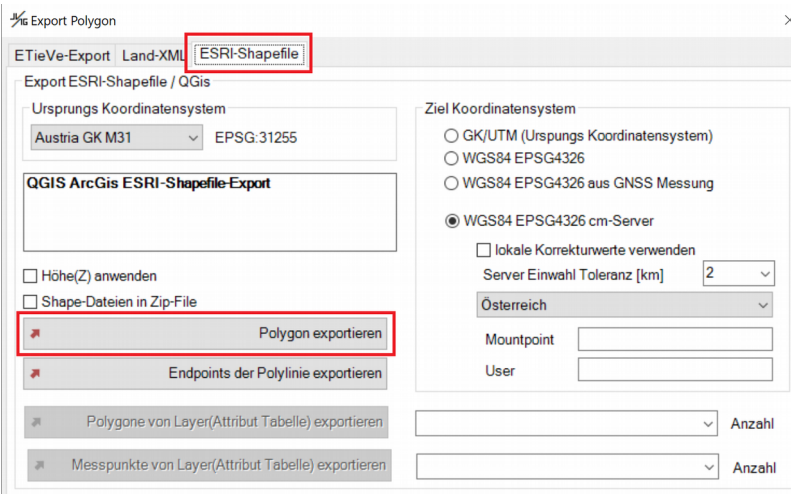 Export Polygon
ETieVe-Export Land-XML ESRI-Shapefile
Export ESRI-Shapefile / QGis
Ursprungs Koordinatensystem
Austria GK M31 EPSG:31255
QGIS ArcGis ESRI-Shapefile-Export
Höhe(Z) anwenden
Shape-Dateien in Zip-File
Polygon exportieren
Endpoints der Polylinie exportieren
Polygone von Layer(Attribut Tabelle) exportieren
Messpunkte von Layer(Attribut Tabelle) exportieren
Ziel Koordinatensystem
GK/UTM (Urspungs Koordinatensystem)
WGS84 EPSG4326
WGS84 EPSG4326 aus GNSS Messung
WGS84 EPSG4326 cm-Server
lokale Korrekturwerte verwenden
Server Einwahl Toleranz [km] 2
Österreich
Mountpoint
User
Anzahl
Anzahl